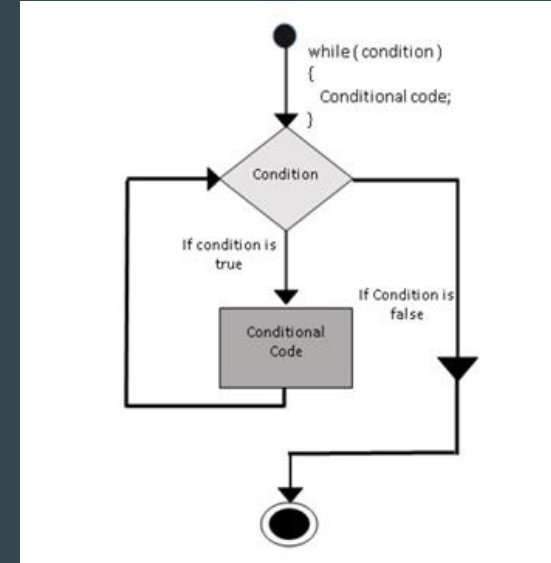 while ( condition )
{
Conditional code;
}
Condition
If condition is
true
If Condition is
false
Conditional
Code